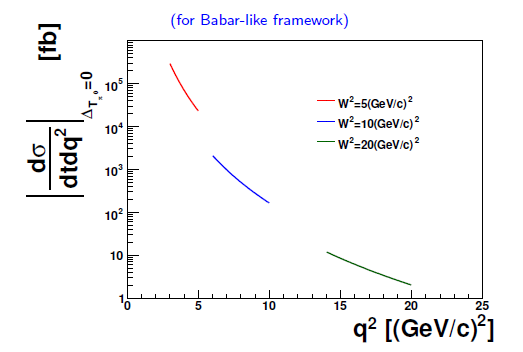 (for Babar-like framework)
|dσ/dtdq²| Δ_T_π⁰=0 [fb]
10⁵
10⁴
10³
10²
10
1
W²=5(GeV/c)²
W²=10(GeV/c)²
W²=20(GeV/c)²
0 5 10 15 20 25
q² [(GeV/c)²]